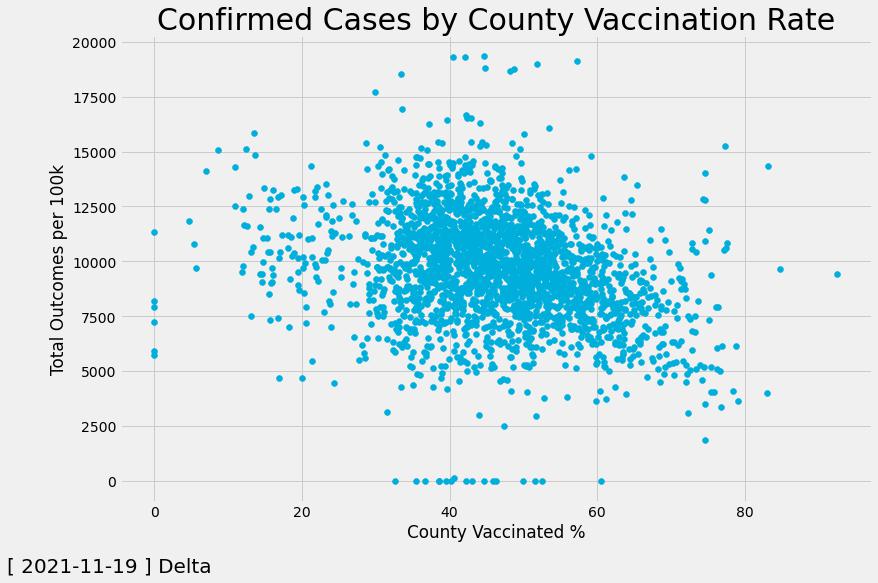 Confirmed Cases by County Vaccination Rate
20000
17500
15000
12500
10000
7500
5000
2500
0
Total Outcomes per 100k
0 20 40 60 80
County Vaccinated %
[ 2021-11-19 ] Delta